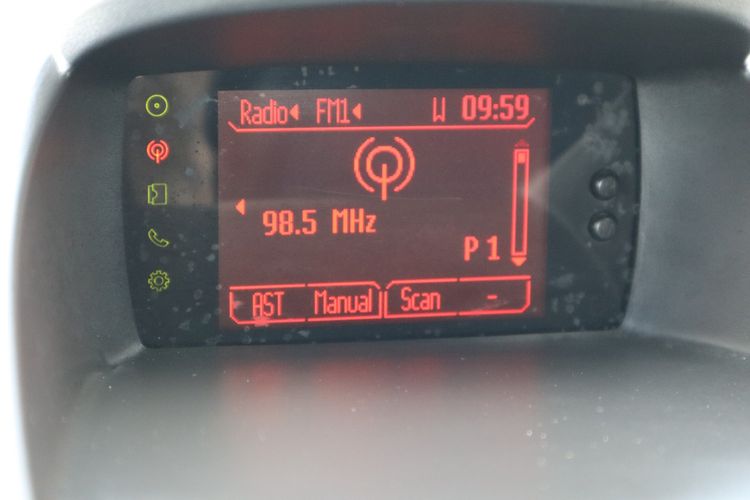 Radio FM1 W 09:59
98.5 MHz
P 1
AST Manual Scan -